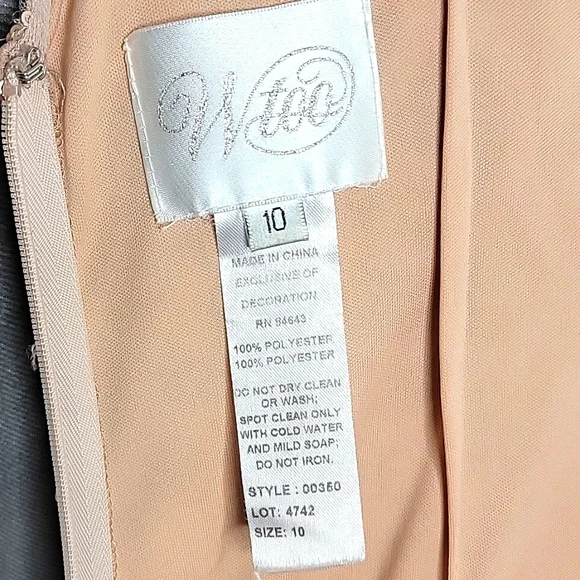 Wtoo
10
MADE IN CHINA
EXCLUSIVE OF
DECORATION
RN 94643
100% POLYESTER
100% POLYESTER
DO NOT DRY CLEAN
OR WASH;
SPOT CLEAN ONLY
WITH COLD WATER
AND MILD SOAP;
DO NOT IRON.
STYLE : 00350
LOT: 4742
SIZE: 10